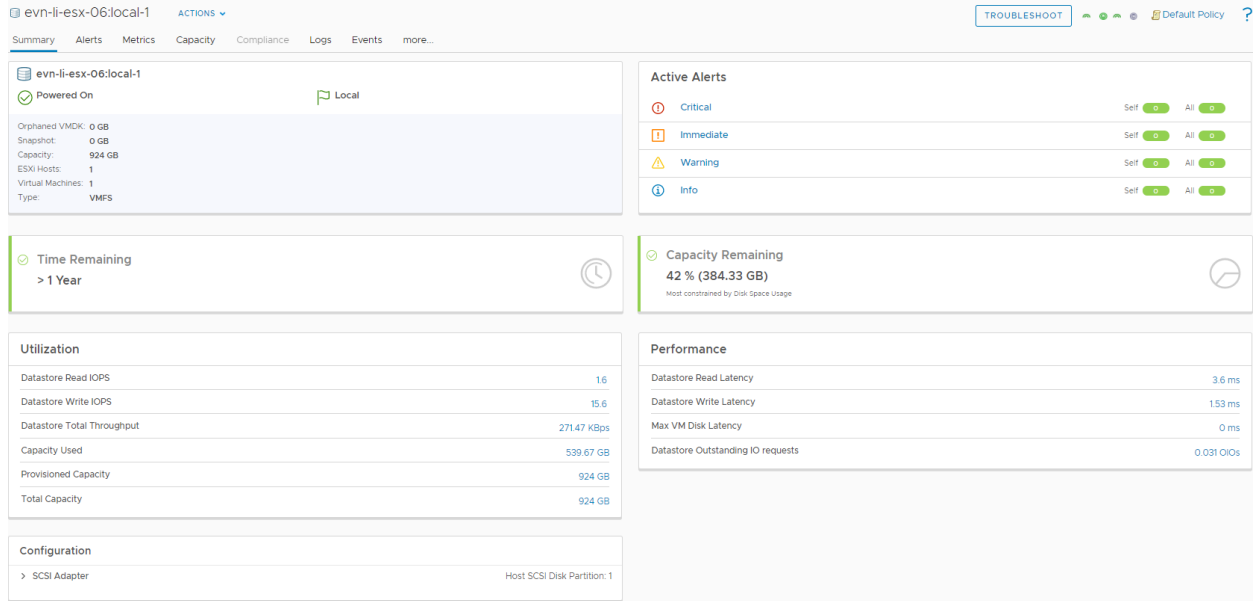 evn-li-esx-06:local-1 ACTIONS TROUBLESHOOT Default Policy ?
Summary Alerts Metrics Capacity Compliance Logs Events more...
evn-li-esx-06:local-1
Powered On Local
Orphaned VMDK: 0 GB
Snapshot: 0 GB
Capacity: 924 GB
ESXi Hosts: 1
Virtual Machines: 1
Type: VMFS
Active Alerts
Critical Self 0 All 0
Immediate Self 0 All 0
Warning Self 0 All 0
Info Self 0 All 0
Time Remaining
> 1 Year
Capacity Remaining
42 % (384.33 GB)
Most constrained by Disk Space Usage
Utilization
Datastore Read IOPS 1.6
Datastore Write IOPS 15.6
Datastore Total Throughput 271.47 KBps
Capacity Used 539.67 GB
Provisioned Capacity 924 GB
Total Capacity 924 GB
Performance
Datastore Read Latency 3.6 ms
Datastore Write Latency 1.53 ms
Max VM Disk Latency 0 ms
Datastore Outstanding IO requests 0.031 OIOs
Configuration
SCSI Adapter Host SCSI Disk Partition: 1